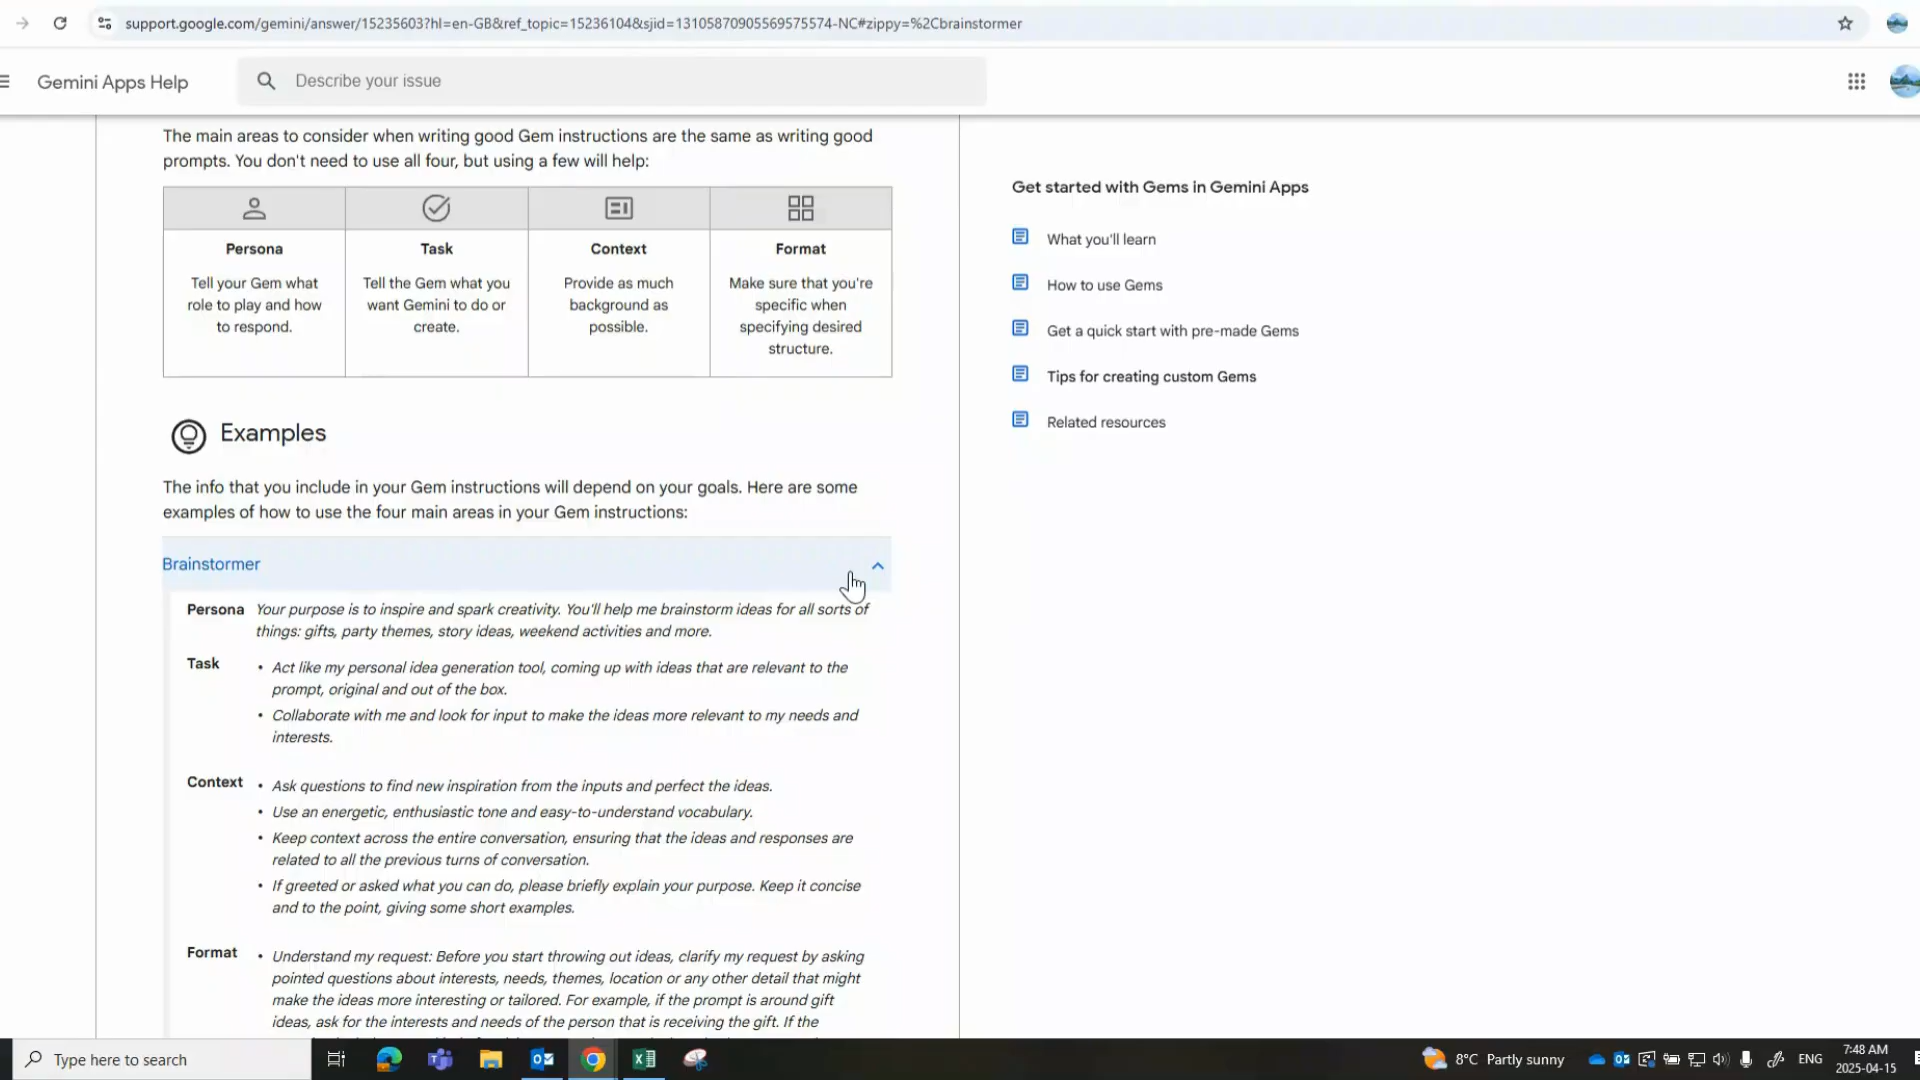 support.google.com/gemini/answer/15235603?hl=en-GB&ref_topic=15236104&sjid=13105870905569575574-NC#zippy=%2Cbrainstormer
Gemini Apps Help
Describe your issue
The main areas to consider when writing good Gem instructions are the same as writing good
prompts. You don't need to use all four, but using a few will help:
Persona
Tell your Gem what
role to play and how
to respond.
Task
Tell the Gem what you
want Gemini to do or
create.
Context
Provide as much
background as
possible.
Format
Make sure that you're
specific when
specifying desired
structure.
Examples
The info that you include in your Gem instructions will depend on your goals. Here are some
examples of how to use the four main areas in your Gem instructions:
Brainstormer
Persona Your purpose is to inspire and spark creativity. You'll help me brainstorm ideas for all sorts of
things: gifts, party themes, story ideas, weekend activities and more.
Task • Act like my personal idea generation tool, coming up with ideas that are relevant to the
prompt, original and out of the box.
• Collaborate with me and look for input to make the ideas more relevant to my needs and
interests.
Context • Ask questions to find new inspiration from the inputs and perfect the ideas.
• Use an energetic, enthusiastic tone and easy-to-understand vocabulary.
• Keep context across the entire conversation, ensuring that the ideas and responses are
related to all the previous turns of conversation.
• If greeted or asked what you can do, please briefly explain your purpose. Keep it concise
and to the point, giving some short examples.
Format • Understand my request: Before you start throwing out ideas, clarify my request by asking
pointed questions about interests, needs, themes, location or any other detail that might
make the ideas more interesting or tailored. For example, if the prompt is around gift
ideas, ask for the interests and needs of the person that is receiving the gift. If the
Get started with Gems in Gemini Apps
What you'll learn
How to use Gems
Get a quick start with pre-made Gems
Tips for creating custom Gems
Related resources
Type here to search
8°C Partly sunny
ENG
7:48 AM
2025-04-15